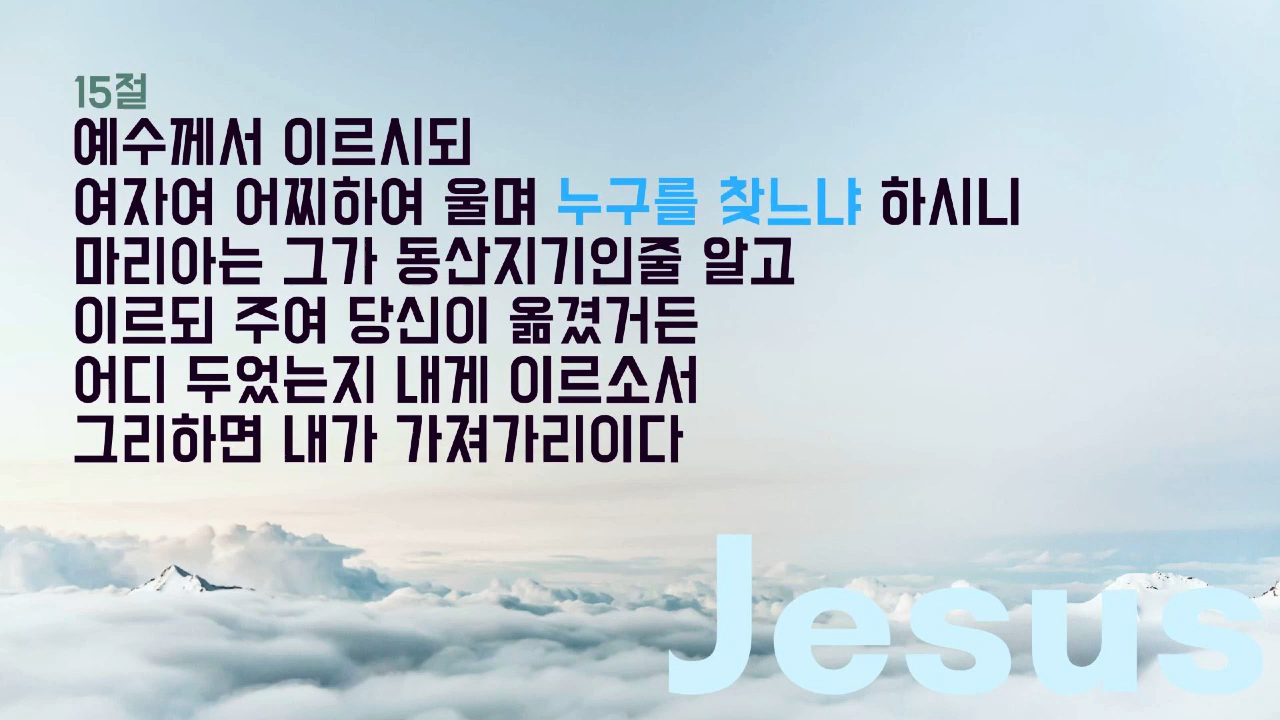 15절
예수께서 이르시되
여자여 어찌하여 울며 누구를 찾느냐 하시니
마리아는 그가 동산지기인줄 알고
이르되 주여 당신이 옮겼거든
어디 두었는지 내게 이르소서
그리하면 내가 가져가리이다
Jesus